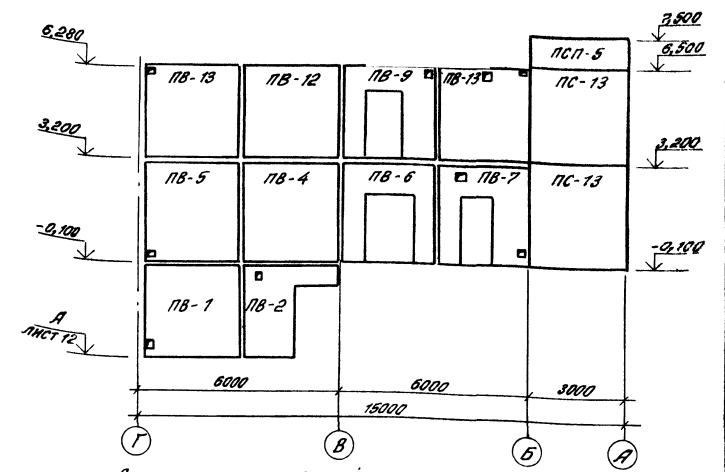 7,500
6,280
6,500
ПСП-5
ПВ-13
ПВ-12
ПВ-9
ПВ-13
ПС-13
3,200
3,200
ПВ-5
ПВ-4
ПВ-6
ПВ-7
ПС-13
-0,100
-0,100
ПВ-1
ПВ-2
А
ЛИСТ 12
6000
6000
3000
15000
Г
В
Б
А